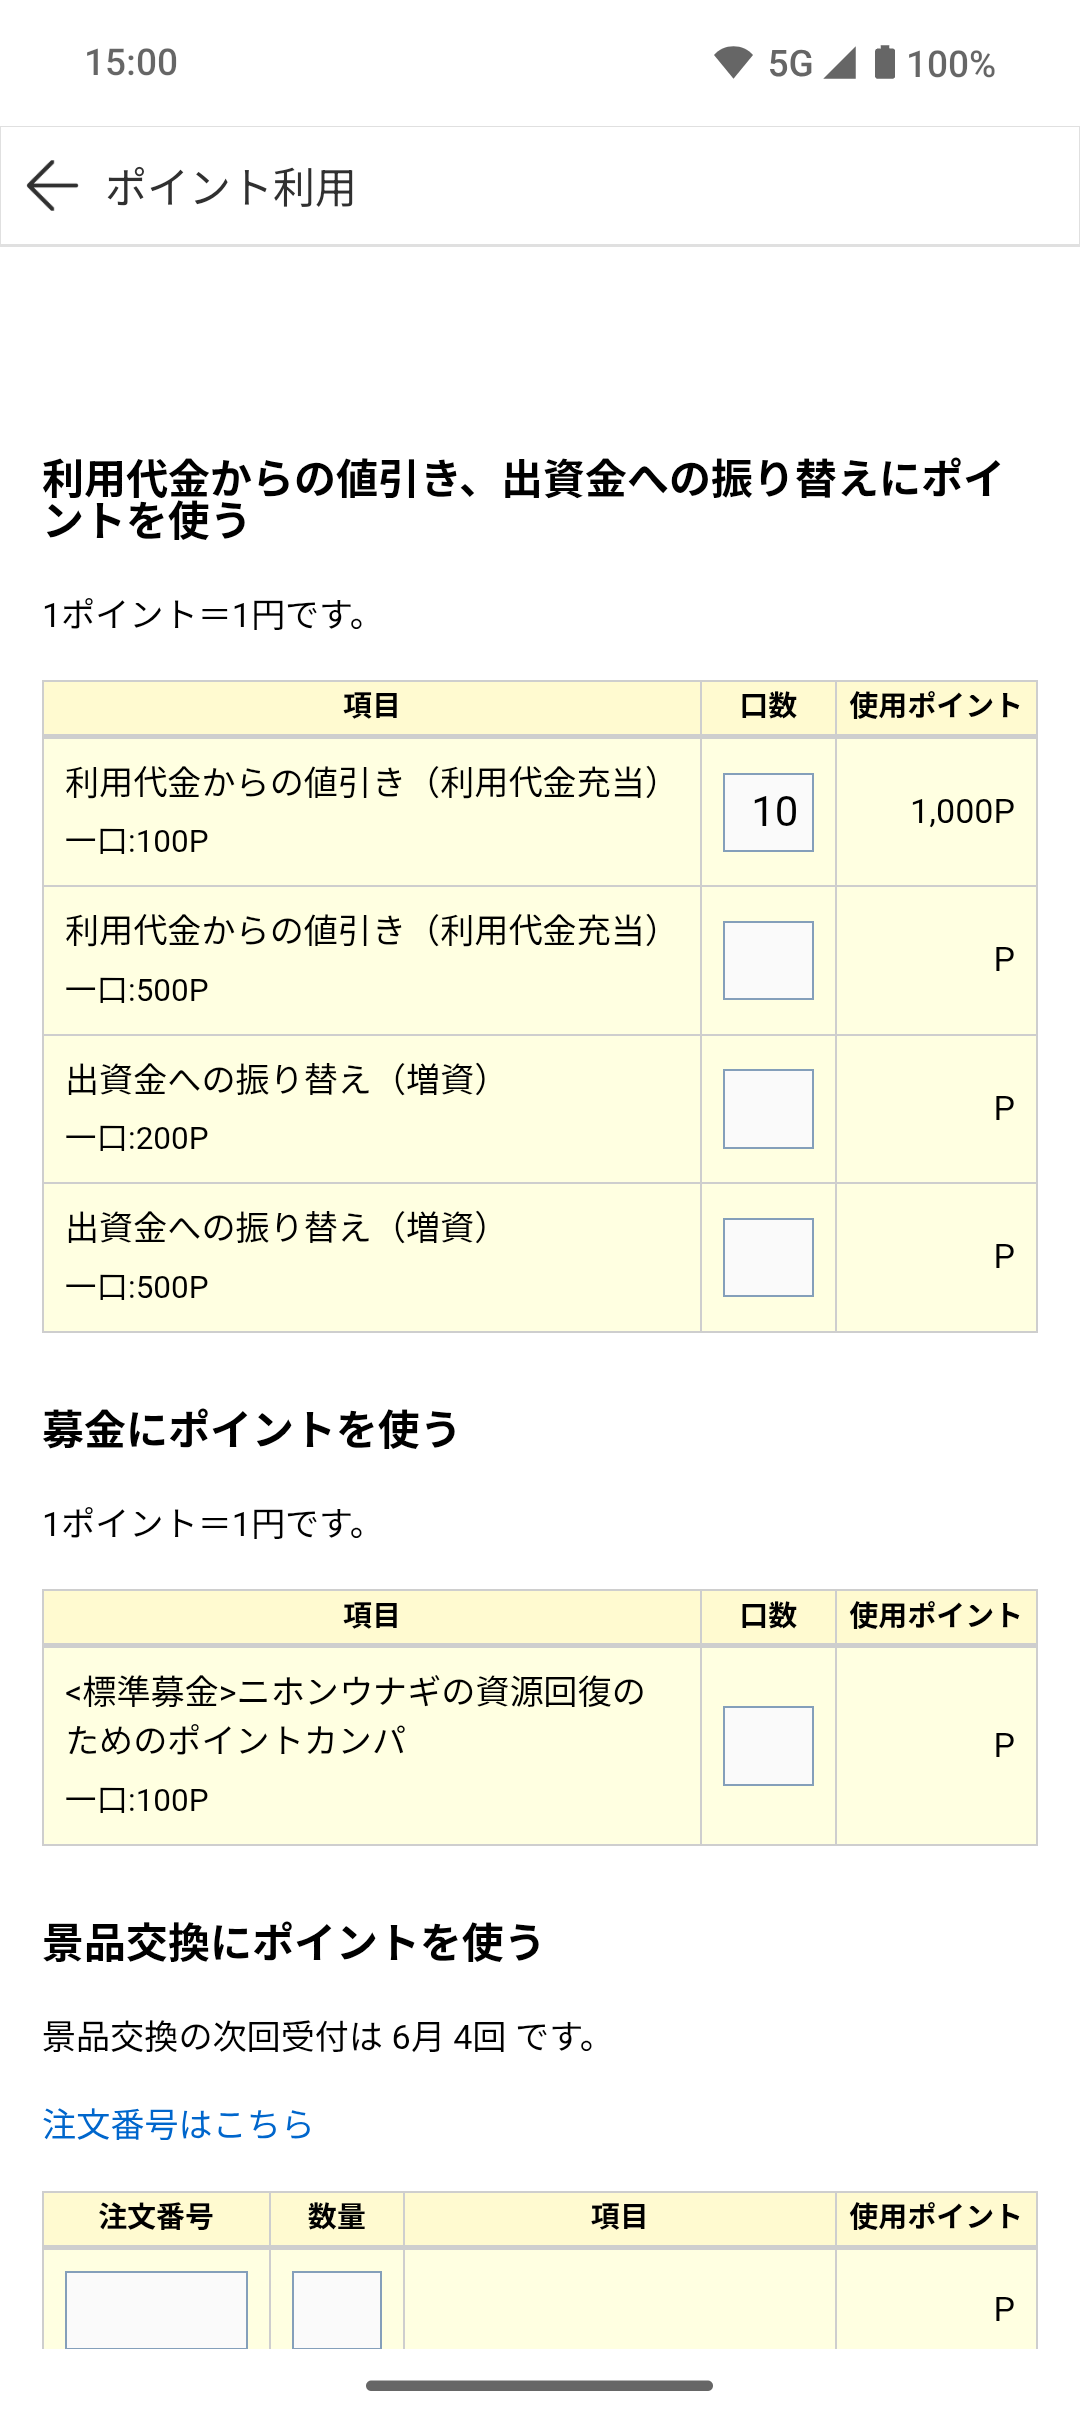 15:00 5G 100%
ポイント利用
利用代金からの値引き、出資金への振り替えにポイ
ントを使う
1ポイント＝1円です。
項目 口数 使用ポイント
利用代金からの値引き（利用代金充当）
一口:100P
10 1,000P
利用代金からの値引き（利用代金充当）
一口:500P
P
出資金への振り替え（増資）
一口:200P
P
出資金への振り替え（増資）
一口:500P
P
募金にポイントを使う
1ポイント＝1円です。
項目 口数 使用ポイント
<標準募金>ニホンウナギの資源回復の
ためのポイントカンパ
一口:100P
P
景品交換にポイントを使う
景品交換の次回受付は 6月 4回 です。
注文番号はこちら
注文番号 数量 項目 使用ポイント
P